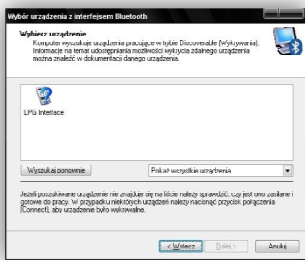 Wybór urządzenia z interfejsem Bluetooth
Wybierz urządzenie
Komputer wyszukuje urządzenia pracujące w trybie Discoverable (Wykrywania).
Informacje na temat udostępniania możliwości wykrycia zdalnego urządzenia
można znaleźć w dokumentacji danego urządzenia.
LPG Interface
Wyszukaj ponownie
Pokaż wszystkie urządzenia
Jeżeli poszukiwane urządzenie nie znajduje się na liście należy sprawdzić, czy jest ono zasilane i
gotowe do pracy. W przypadku niektórych urządzeń należy nacisnąć przycisk połączenia
(Connect), aby urządzenie było wykrywalne.
< Wstecz
Dalej >
Anuluj